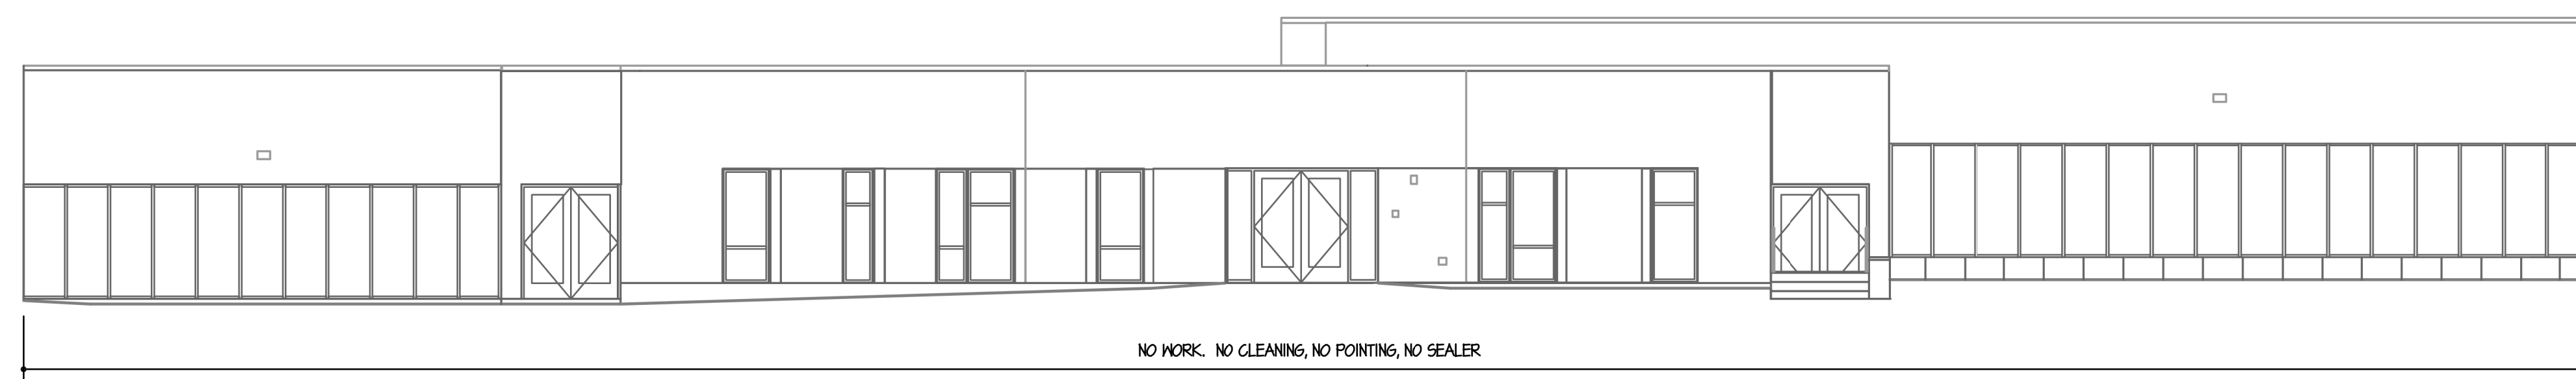 NO WORK. NO CLEANING, NO POINTING, NO SEALER